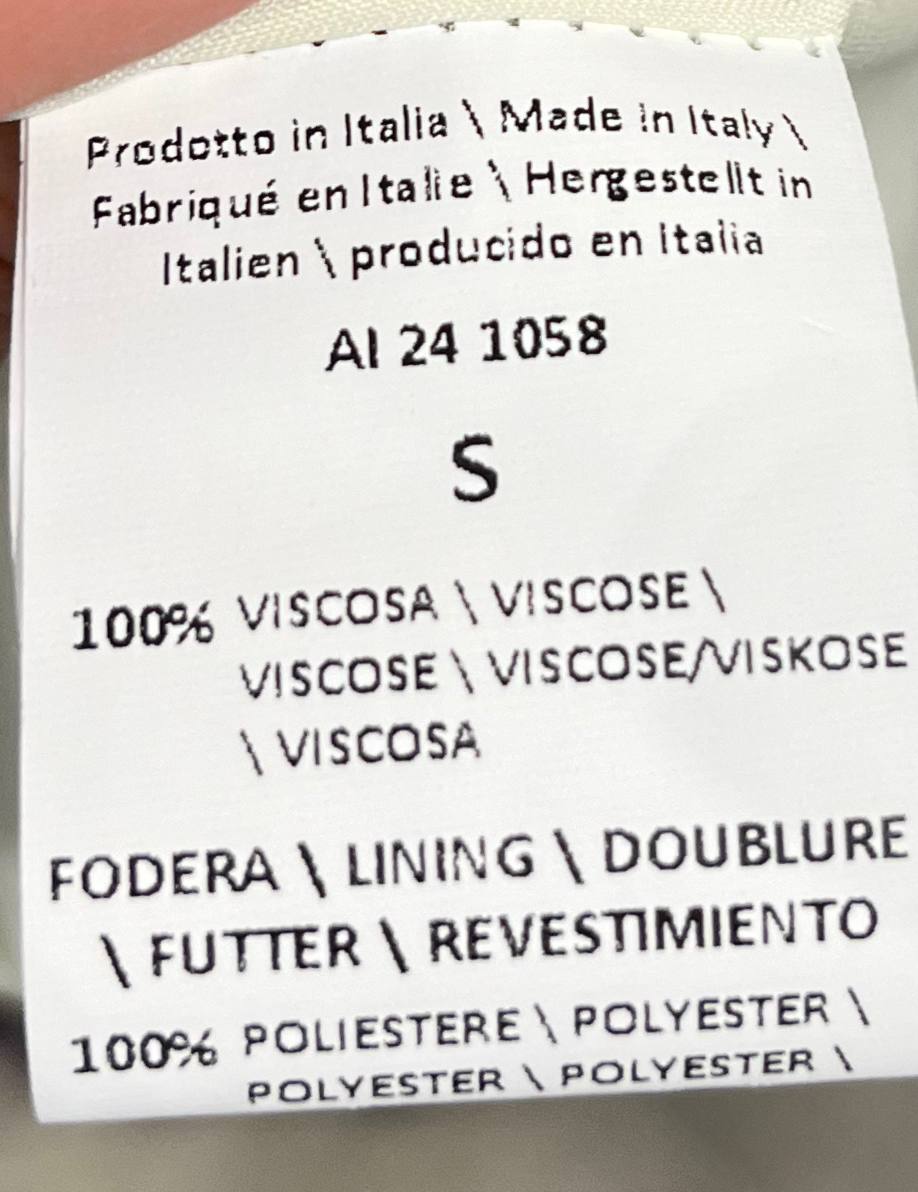 Prodotto in Italia \ Made in Italy \
Fabriqué en Italie \ Hergestellt in
Italien \ producido en Italia
AI 24 1058
S
100% VISCOSA \ VISCOSE \
VISCOSE \ VISCOSE/VISKOSE
\ VISCOSA
FODERA \ LINING \ DOUBLURE
\ FUTTER \ REVESTIMIENTO
100% POLIESTERE \ POLYESTER \
POLYESTER \ POLYESTER \